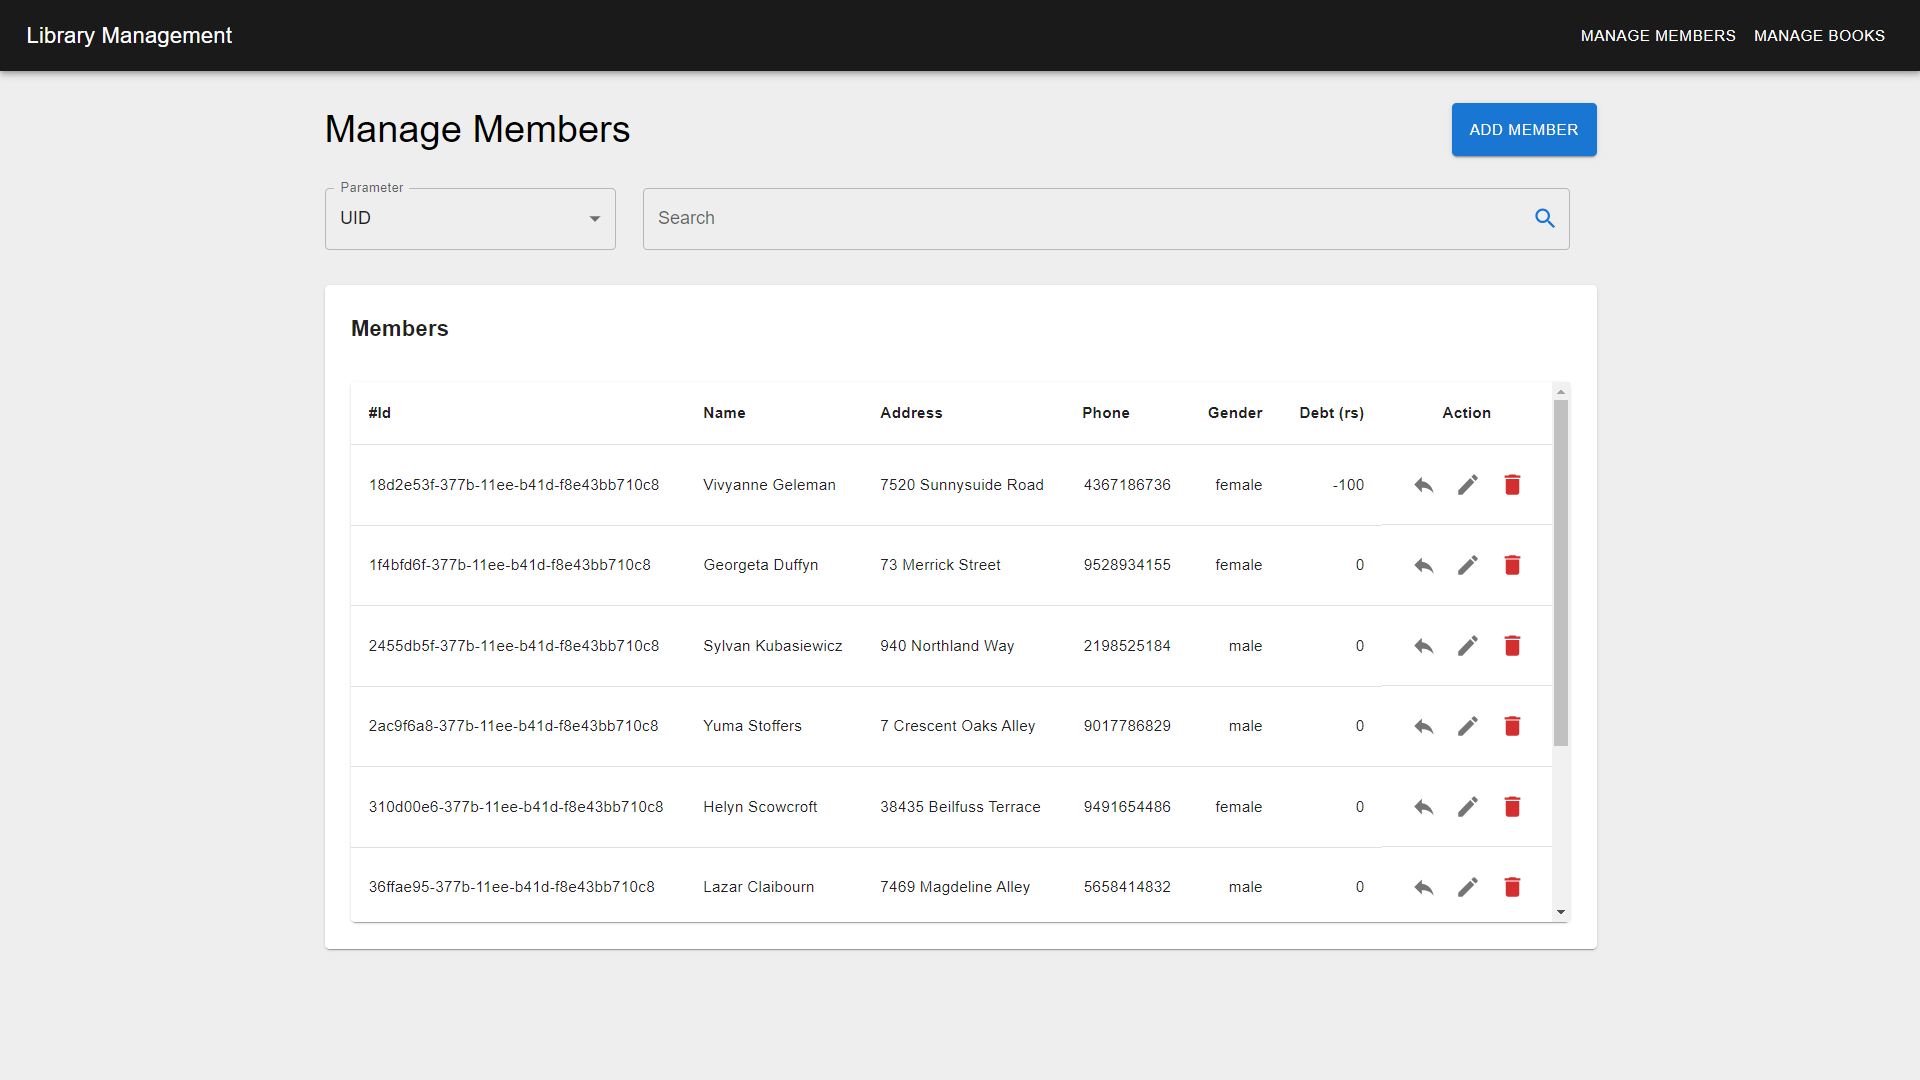 Library Management MANAGE MEMBERS MANAGE BOOKS
Manage Members ADD MEMBER
Parameter
UID Search
Members
#Id Name Address Phone Gender Debt (rs) Action
18d2e53f-377b-11ee-b41d-f8e43bb710c8 Vivyanne Geleman 7520 Sunnysuide Road 4367186736 female -100
1f4bfd6f-377b-11ee-b41d-f8e43bb710c8 Georgeta Duffyn 73 Merrick Street 9528934155 female 0
2455db5f-377b-11ee-b41d-f8e43bb710c8 Sylvan Kubasiewicz 940 Northland Way 2198525184 male 0
2ac9f6a8-377b-11ee-b41d-f8e43bb710c8 Yuma Stoffers 7 Crescent Oaks Alley 9017786829 male 0
310d00e6-377b-11ee-b41d-f8e43bb710c8 Helyn Scowcroft 38435 Beilfuss Terrace 9491654486 female 0
36ffae95-377b-11ee-b41d-f8e43bb710c8 Lazar Claibourn 7469 Magdeline Alley 5658414832 male 0